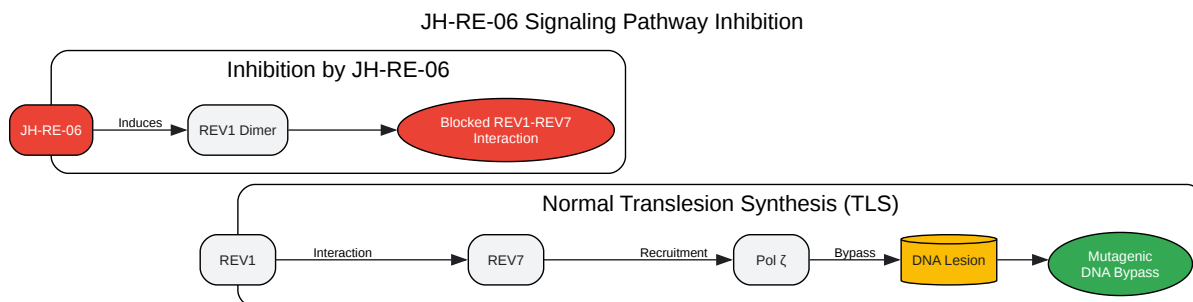 JH-RE-06 Signaling Pathway Inhibition
Inhibition by JH-RE-06
JH-RE-06
Induces
REV1 Dimer
Blocked REV1-REV7
Interaction
Normal Translesion Synthesis (TLS)
REV1
Interaction
REV7
Recruitment
Pol ζ
Bypass
DNA Lesion
Mutagenic
DNA Bypass